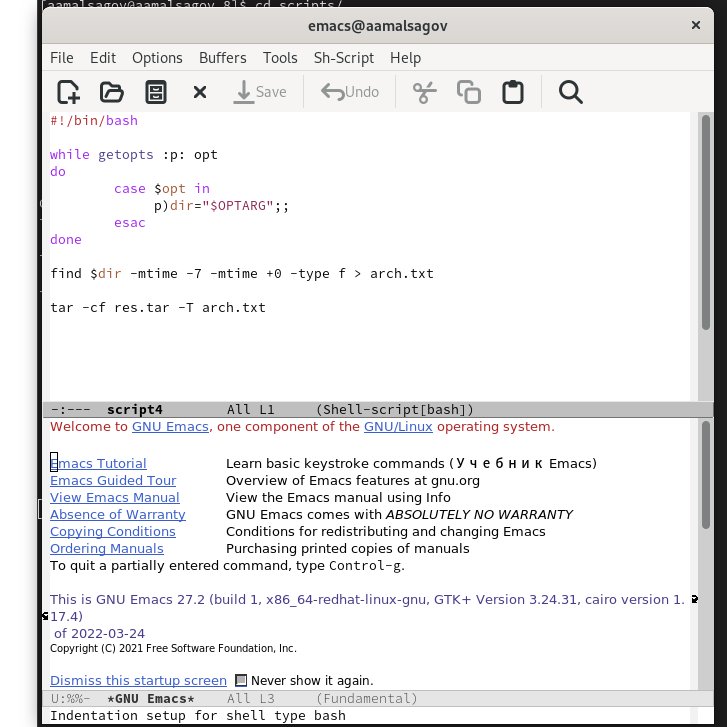 [aamalsagov@aamalsagov 8]$ cd scripts/
emacs@aamalsagov
File Edit Options Buffers Tools Sh-Script Help
Save Undo
#!/bin/bash
while getopts :p: opt
do
case $opt in
p)dir="$OPTARG";;
esac
done
find $dir -mtime -7 -mtime +0 -type f > arch.txt
tar -cf res.tar -T arch.txt
-:--- script4 All L1 (Shell-script[bash])
Welcome to GNU Emacs, one component of the GNU/Linux operating system.
Emacs Tutorial Learn basic keystroke commands (Учебник Emacs)
Emacs Guided Tour Overview of Emacs features at gnu.org
View Emacs Manual View the Emacs manual using Info
Absence of Warranty GNU Emacs comes with ABSOLUTELY NO WARRANTY
Copying Conditions Conditions for redistributing and changing Emacs
Ordering Manuals Purchasing printed copies of manuals
To quit a partially entered command, type Control-g.
This is GNU Emacs 27.2 (build 1, x86_64-redhat-linux-gnu, GTK+ Version 3.24.31, cairo version 1.
17.4)
of 2022-03-24
Copyright (C) 2021 Free Software Foundation, Inc.
Dismiss this startup screen Never show it again.
U:%%- *GNU Emacs* All L3 (Fundamental)
Indentation setup for shell type bash